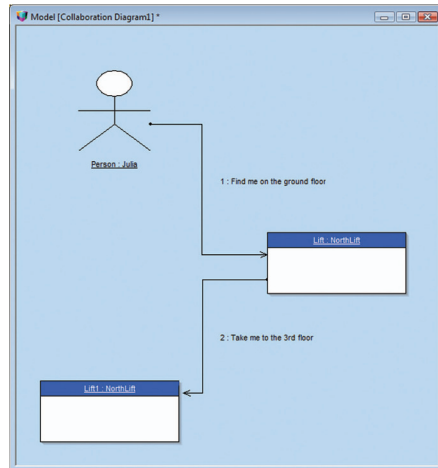 Model [Collaboration Diagram1] *
Person : Julia
1 : Find me on the ground floor
Lift : NorthLift
2 : Take me to the 3rd floor
Lift1 : NorthLift